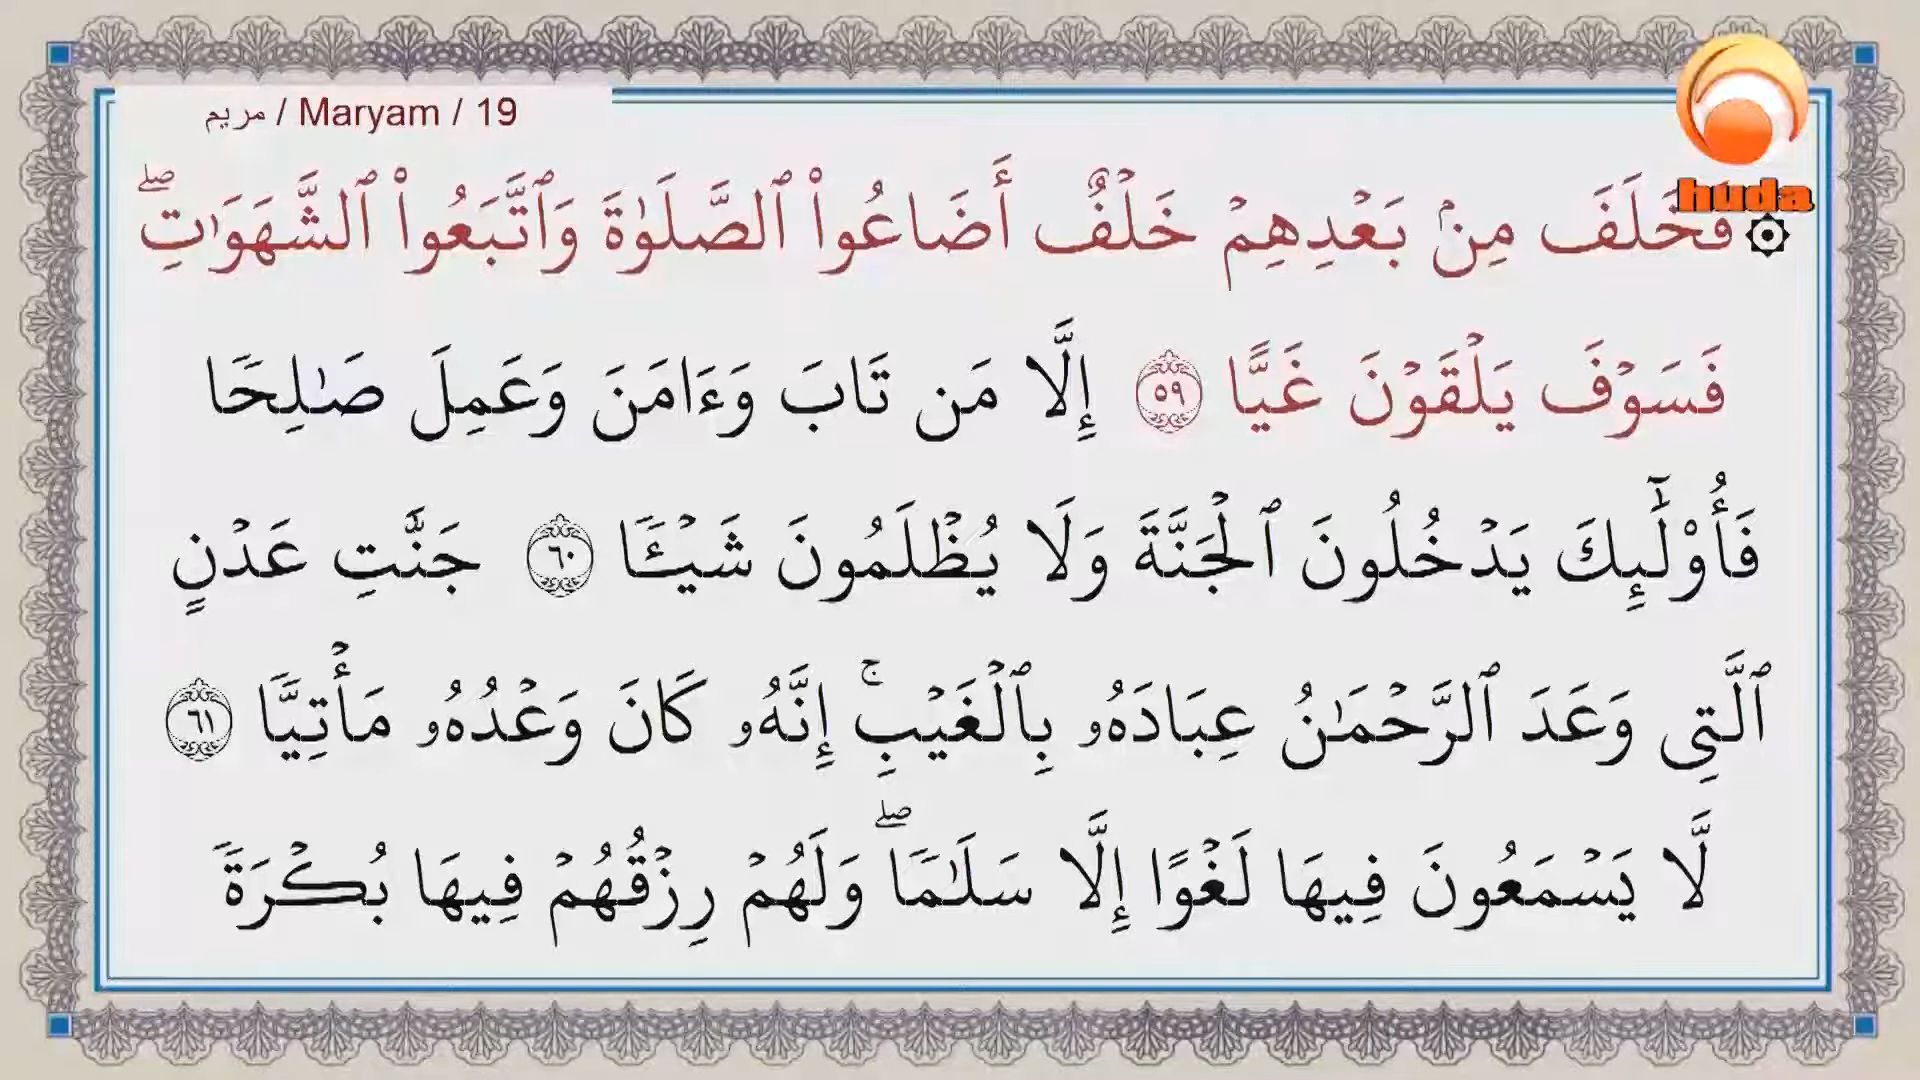 مريم / Maryam / 19
huda
۞ فَخَلَفَ مِنۢ بَعۡدِهِمۡ خَلۡفٌ أَضَاعُواْ ٱلصَّلَوٰةَ وَٱتَّبَعُواْ ٱلشَّهَوَٰتِۖ
فَسَوۡفَ يَلۡقَوۡنَ غَيًّا ٥٩ إِلَّا مَن تَابَ وَءَامَنَ وَعَمِلَ صَٰلِحٗا
فَأُوْلَٰٓئِكَ يَدۡخُلُونَ ٱلۡجَنَّةَ وَلَا يُظۡلَمُونَ شَيۡـٔٗا ٦٠ جَنَّٰتِ عَدۡنٍ
ٱلَّتِي وَعَدَ ٱلرَّحۡمَٰنُ عِبَادَهُۥ بِٱلۡغَيۡبِۚ إِنَّهُۥ كَانَ وَعۡدُهُۥ مَأۡتِيّٗا ٦١
لَّا يَسۡمَعُونَ فِيهَا لَغۡوًا إِلَّا سَلَٰمٗاۖ وَلَهُمۡ رِزۡقُهُمۡ فِيهَا بُكۡرَةٗ